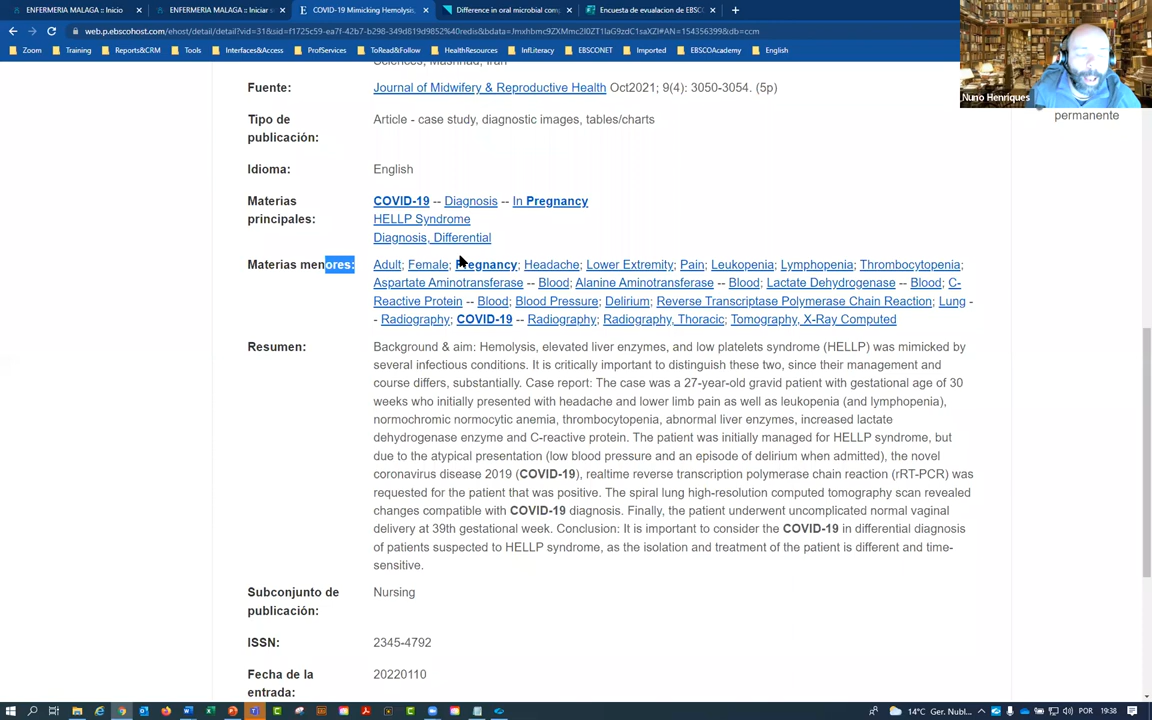 ENFERMERIA MALAGA :: Inicio
ENFERMERIA MALAGA :: Iniciar s
COVID-19 Mimicking Hemolysis,
Difference in oral microbial com
Encuesta de evualacion de EBSC
web.p.ebscohost.com/ehost/detail/detail?vid=31&sid=f1725c59-ea7f-42b7-b298-349d819d9852%40redis&bdata=Jmxhbmc9ZXMmc2l0ZT1laG9zdC1saXZl#AN=154356399&db=ccm
Zoom
Training
Reports&CRM
Tools
Interfaces&Access
ProfServices
ToRead&Follow
HealthResources
InfLiteracy
EBSCONET
Imported
EBSCOAcademy
English
Nuno Henriques
permanente
Sciences, Mashhad, Iran
Fuente: Journal of Midwifery & Reproductive Health Oct2021; 9(4): 3050-3054. (5p)
Tipo de publicación: Article - case study, diagnostic images, tables/charts
Idioma: English
Materias principales: COVID-19 -- Diagnosis -- In Pregnancy
HELLP Syndrome
Diagnosis, Differential
Materias menores: Adult; Female; Pregnancy; Headache; Lower Extremity; Pain; Leukopenia; Lymphopenia; Thrombocytopenia;
Aspartate Aminotransferase -- Blood; Alanine Aminotransferase -- Blood; Lactate Dehydrogenase -- Blood; C-
Reactive Protein -- Blood; Blood Pressure; Delirium; Reverse Transcriptase Polymerase Chain Reaction; Lung -
- Radiography; COVID-19 -- Radiography; Radiography, Thoracic; Tomography, X-Ray Computed
Resumen: Background & aim: Hemolysis, elevated liver enzymes, and low platelets syndrome (HELLP) was mimicked by
several infectious conditions. It is critically important to distinguish these two, since their management and
course differs, substantially. Case report: The case was a 27-year-old gravid patient with gestational age of 30
weeks who initially presented with headache and lower limb pain as well as leukopenia (and lymphopenia),
normochromic normocytic anemia, thrombocytopenia, abnormal liver enzymes, increased lactate
dehydrogenase enzyme and C-reactive protein. The patient was initially managed for HELLP syndrome, but
due to the atypical presentation (low blood pressure and an episode of delirium when admitted), the novel
coronavirus disease 2019 (COVID-19), realtime reverse transcription polymerase chain reaction (rRT-PCR) was
requested for the patient that was positive. The spiral lung high-resolution computed tomography scan revealed
changes compatible with COVID-19 diagnosis. Finally, the patient underwent uncomplicated normal vaginal
delivery at 39th gestational week. Conclusion: It is important to consider the COVID-19 in differential diagnosis
of patients suspected to HELLP syndrome, as the isolation and treatment of the patient is different and time-
sensitive.
Subconjunto de publicación: Nursing
ISSN: 2345-4792
Fecha de la entrada: 20220110
14°C Ger. Nubl...
POR
19:38